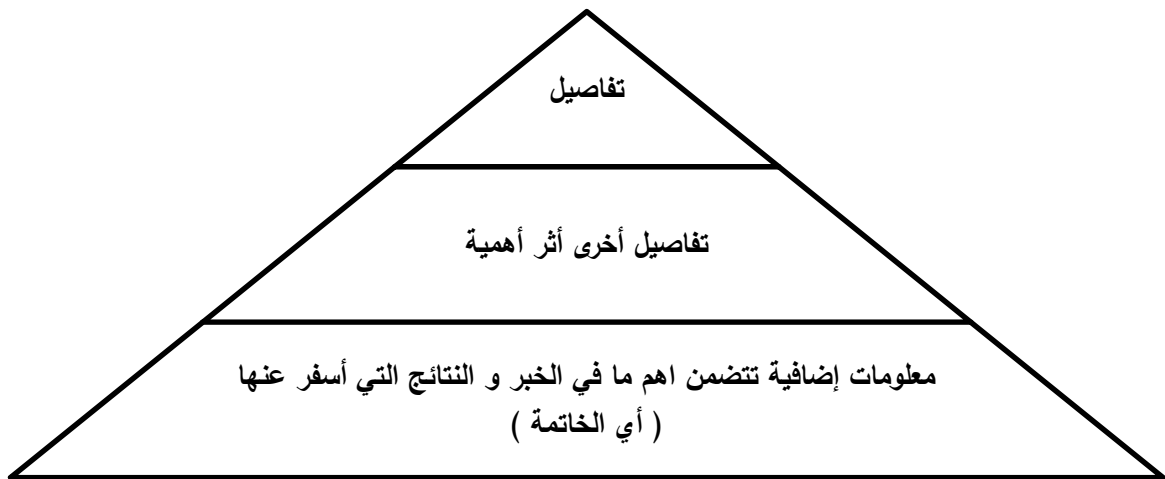 تفاصيل
تفاصيل أخرى أثر أهمية
معلومات إضافية تتضمن اهم ما في الخبر و النتائج التي أسفر عنها
( أي الخاتمة )